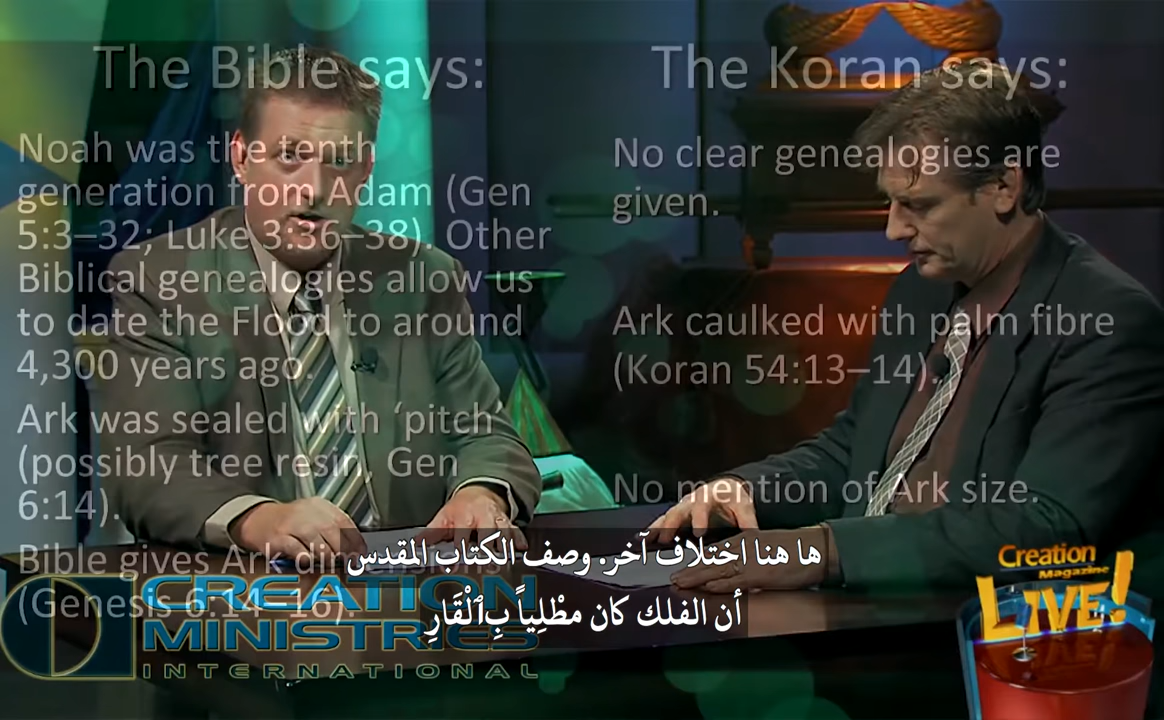 The Bible says:
Noah was the tenth
generation from Adam (Gen
5:3–32; Luke 3:36–38). Other
Biblical genealogies allow us
to date the Flood to around
4,300 years ago.
Ark was sealed with ‘pitch
(possibly tree resin, Gen
6:14).
Bible gives Ark
(Genesis 6:14–16)
The Koran says:
No clear genealogies are
given.
Ark caulked with palm fibre
(Koran 54:13–14).
No mention of Ark size.
ها هنا اختلاف آخر. وصف الكتاب المقدس
أن الفلك كان مطْلِياً بِٱلْقَارِ
CREATION
MINISTRIES
INTERNATIONAL
Creation
Magazine
LIVE!